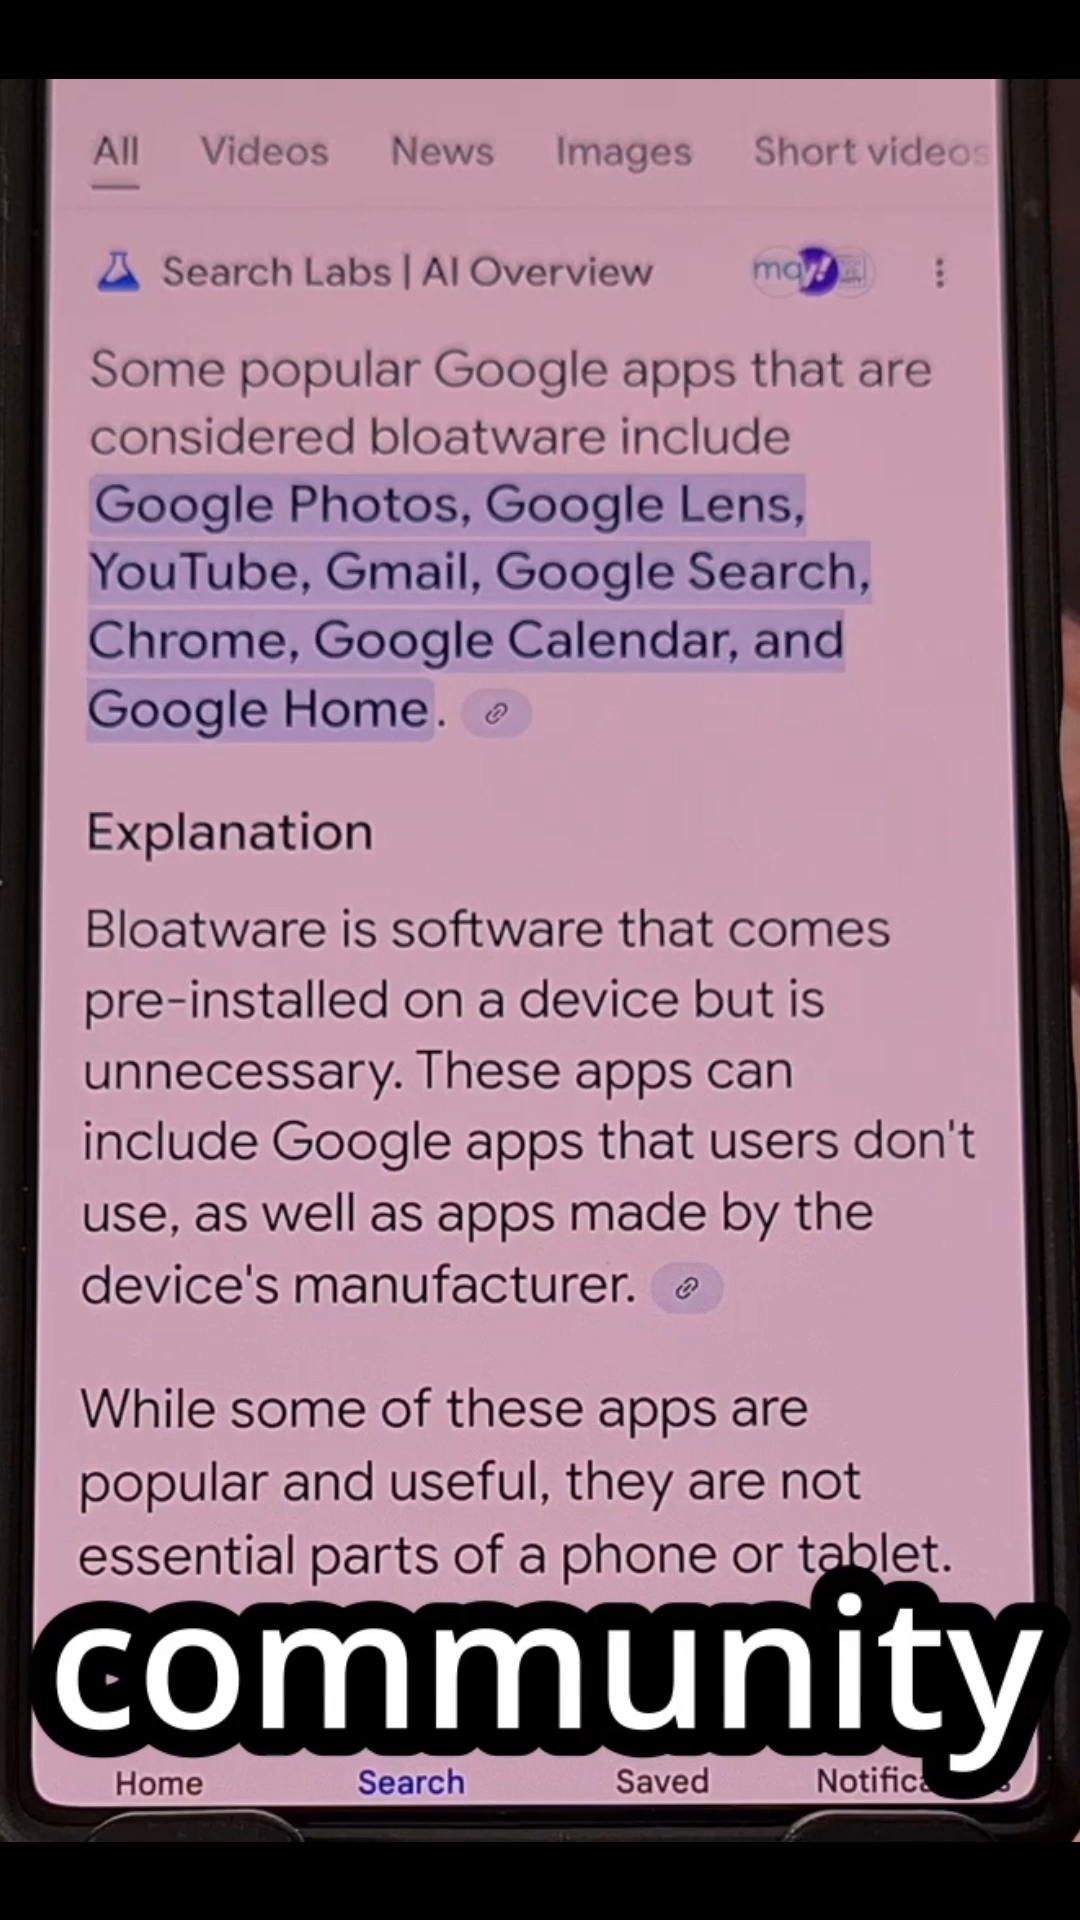 All Videos News Images Short videos
Search Labs | AI Overview
Some popular Google apps that are
considered bloatware include
Google Photos, Google Lens,
YouTube, Gmail, Google Search,
Chrome, Google Calendar, and
Google Home.
Explanation
Bloatware is software that comes
pre-installed on a device but is
unnecessary. These apps can
include Google apps that users don't
use, as well as apps made by the
device's manufacturer.
While some of these apps are
popular and useful, they are not
essential parts of a phone or tablet.
community
Home Search Saved